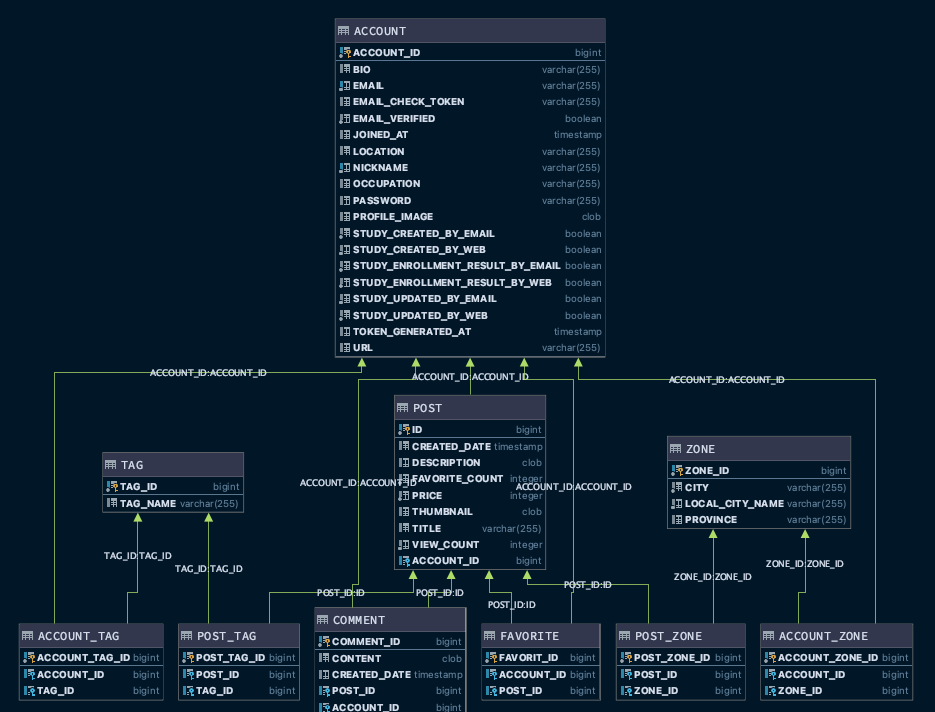 ACCOUNT
ACCOUNT_ID bigint
BIO varchar(255)
EMAIL varchar(255)
EMAIL_CHECK_TOKEN varchar(255)
EMAIL_VERIFIED boolean
JOINED_AT timestamp
LOCATION varchar(255)
NICKNAME varchar(255)
OCCUPATION varchar(255)
PASSWORD varchar(255)
PROFILE_IMAGE clob
STUDY_CREATED_BY_EMAIL boolean
STUDY_CREATED_BY_WEB boolean
STUDY_ENROLLMENT_RESULT_BY_EMAIL boolean
STUDY_ENROLLMENT_RESULT_BY_WEB boolean
STUDY_UPDATED_BY_EMAIL boolean
STUDY_UPDATED_BY_WEB boolean
TOKEN_GENERATED_AT timestamp
URL varchar(255)
ACCOUNT_ID:ACCOUNT_ID
ACCOUNT_ID:ACCOUNT_ID
ACCOUNT_ID:ACCOUNT_ID
POST
ID bigint
CREATED_DATE timestamp
DESCRIPTION clob
FAVORITE_COUNT integer
PRICE integer
THUMBNAIL clob
TITLE varchar(255)
VIEW_COUNT integer
ACCOUNT_ID bigint
ACCOUNT_ID:ACCOUNT_ID
ACCOUNT_ID:ACCOUNT_ID
TAG
TAG_ID bigint
TAG_NAME varchar(255)
ZONE
ZONE_ID bigint
CITY varchar(255)
LOCAL_CITY_NAME varchar(255)
PROVINCE varchar(255)
TAG_ID:TAG_ID
TAG_ID:TAG_ID
POST_ID:ID
POST_ID:ID
POST_ID:ID
POST_ID:ID
ZONE_ID:ZONE_ID
ZONE_ID:ZONE_ID
ACCOUNT_TAG
ACCOUNT_TAG_ID bigint
ACCOUNT_ID bigint
TAG_ID bigint
POST_TAG
POST_TAG_ID bigint
POST_ID bigint
TAG_ID bigint
COMMENT
COMMENT_ID bigint
CONTENT clob
CREATED_DATE timestamp
POST_ID bigint
ACCOUNT_ID bigint
FAVORITE
FAVORIT_ID bigint
ACCOUNT_ID bigint
POST_ID bigint
POST_ZONE
POST_ZONE_ID bigint
POST_ID bigint
ZONE_ID bigint
ACCOUNT_ZONE
ACCOUNT_ZONE_ID bigint
ACCOUNT_ID bigint
ZONE_ID bigint